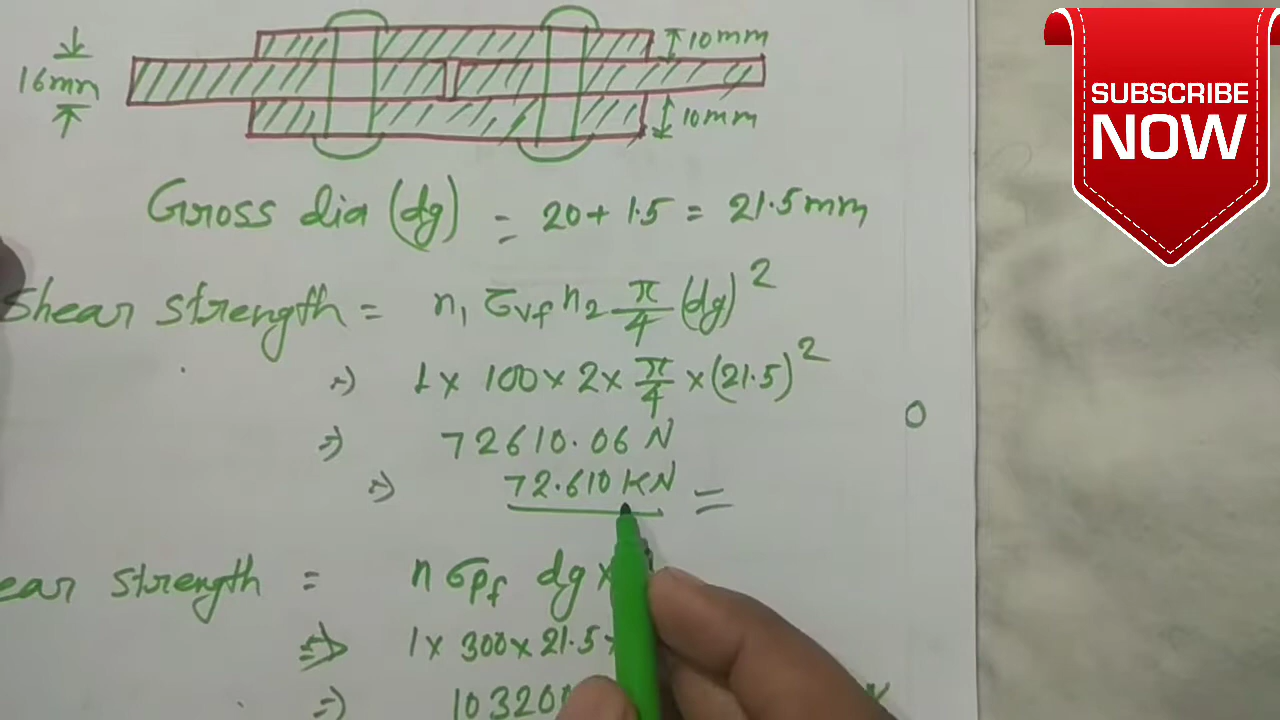 16mm
10mm
10mm
SUBSCRIBE
NOW
Gross dia (dg) = 20 + 1.5 = 21.5mm
Shear strength = n₁ τvf n₂ π/4 (dg)²
⇒ 1 × 100 × 2 × π/4 × (21.5)²
⇒ 72610.06 N
⇒ 72.610 KN =
ear strength = n σpf dg ×
⇒ 1 × 300 × 21.5
⇒ 10320